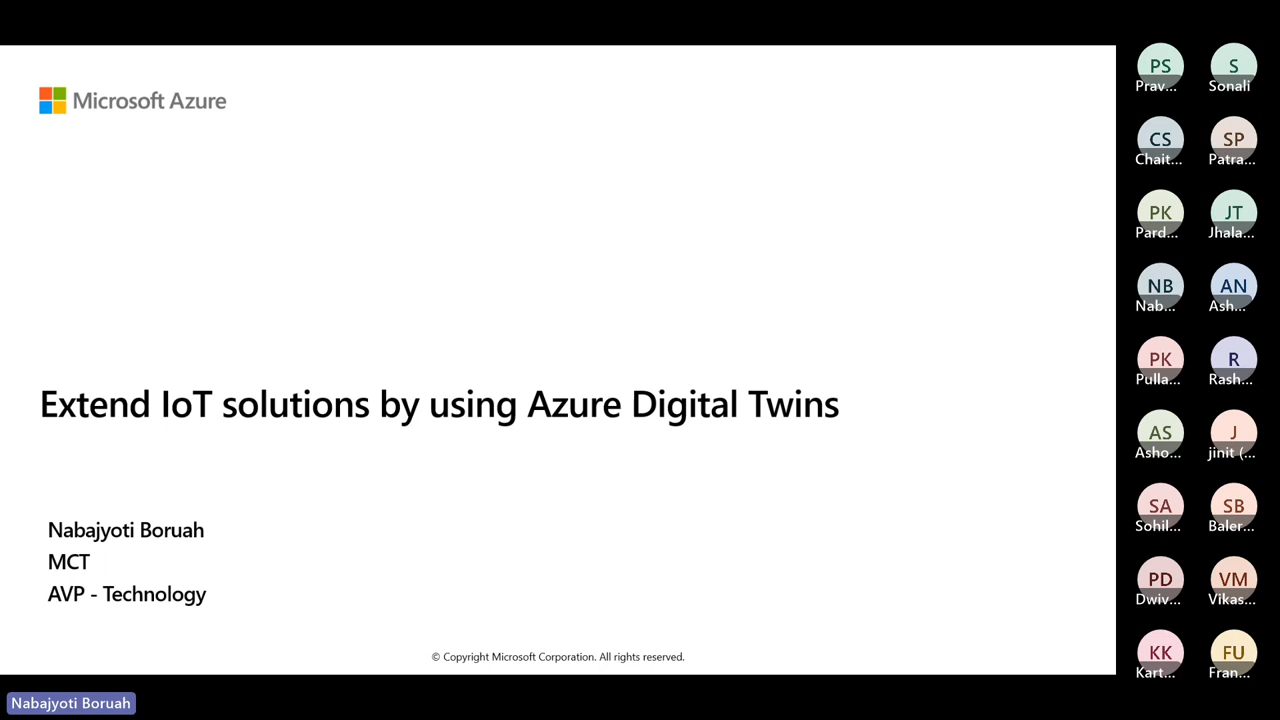 Microsoft Azure
Extend IoT solutions by using Azure Digital Twins
Nabajyoti Boruah
MCT
AVP - Technology
© Copyright Microsoft Corporation. All rights reserved.
Nabajyoti Boruah
PS
Prav...
S
Sonali
CS
Chait...
SP
Patra...
PK
Pard...
JT
Jhala...
NB
Nab...
AN
Ash...
PK
Pulla...
R
Rash...
AS
Asho...
J
jinit (...
SA
Sohil...
SB
Baler...
PD
Dwiv...
VM
Vikas...
KK
Kart...
FU
Fran...